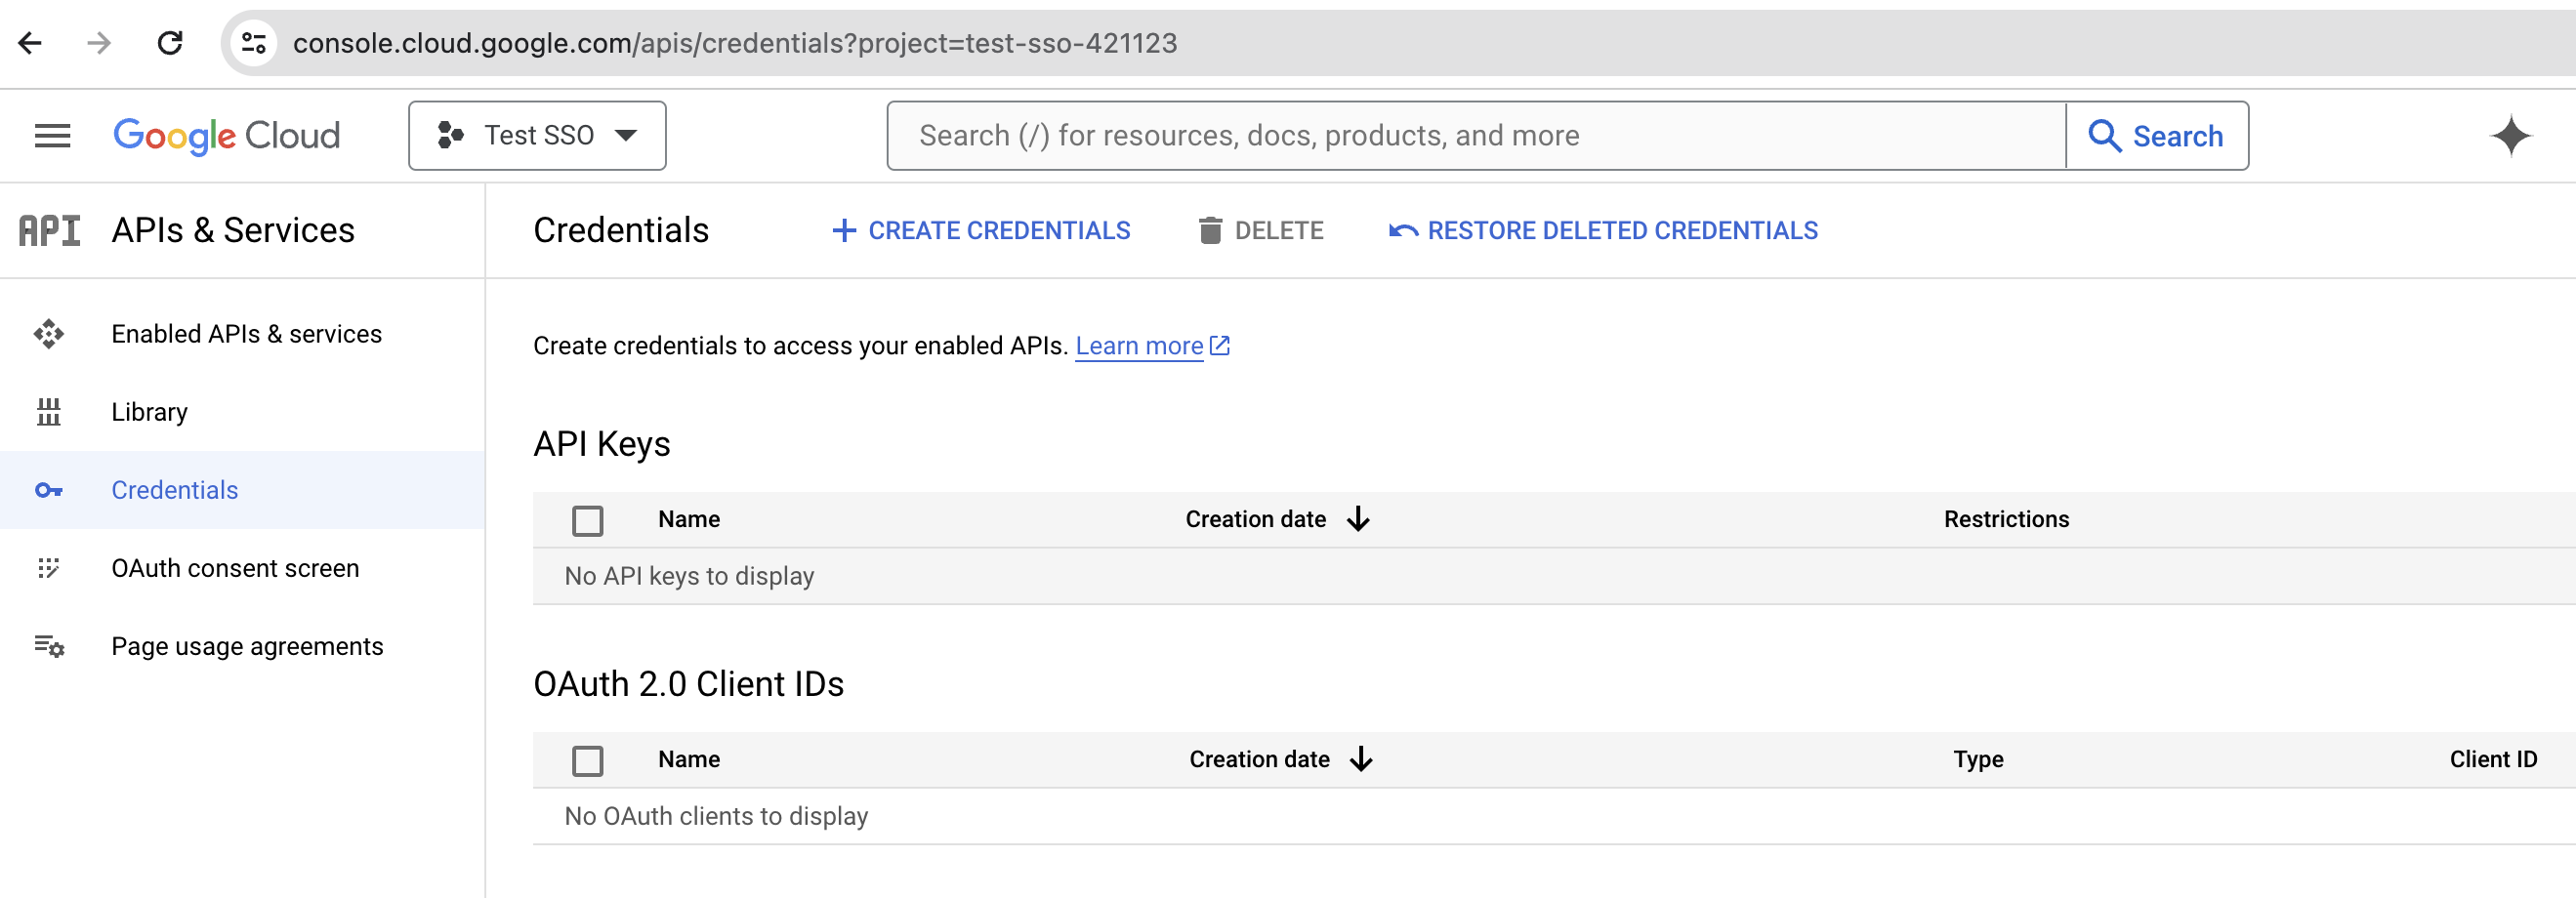 console.cloud.google.com/apis/credentials?project=test-sso-421123
Google Cloud
Test SSO
Search (/) for resources, docs, products, and more
Search
API APIs & Services
Credentials
CREATE CREDENTIALS
DELETE
RESTORE DELETED CREDENTIALS
Enabled APIs & services
Library
Credentials
OAuth consent screen
Page usage agreements
Create credentials to access your enabled APIs. Learn more
API Keys
Name Creation date Restrictions
No API keys to display
OAuth 2.0 Client IDs
Name Creation date Type Client ID
No OAuth clients to display